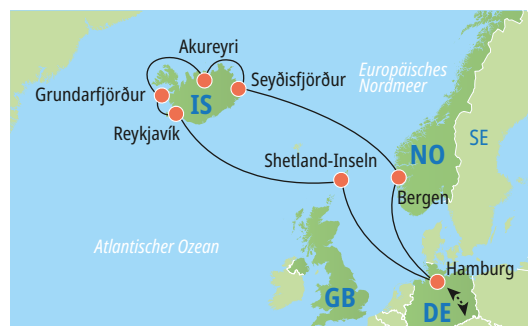 Akureyri
Europäisches
Nordmeer
Seyðisfjörður
Grundarfjörður
IS
Reykjavík
SE
NO
Shetland-Inseln
Bergen
Atlantischer Ozean
Hamburg
GB
DE